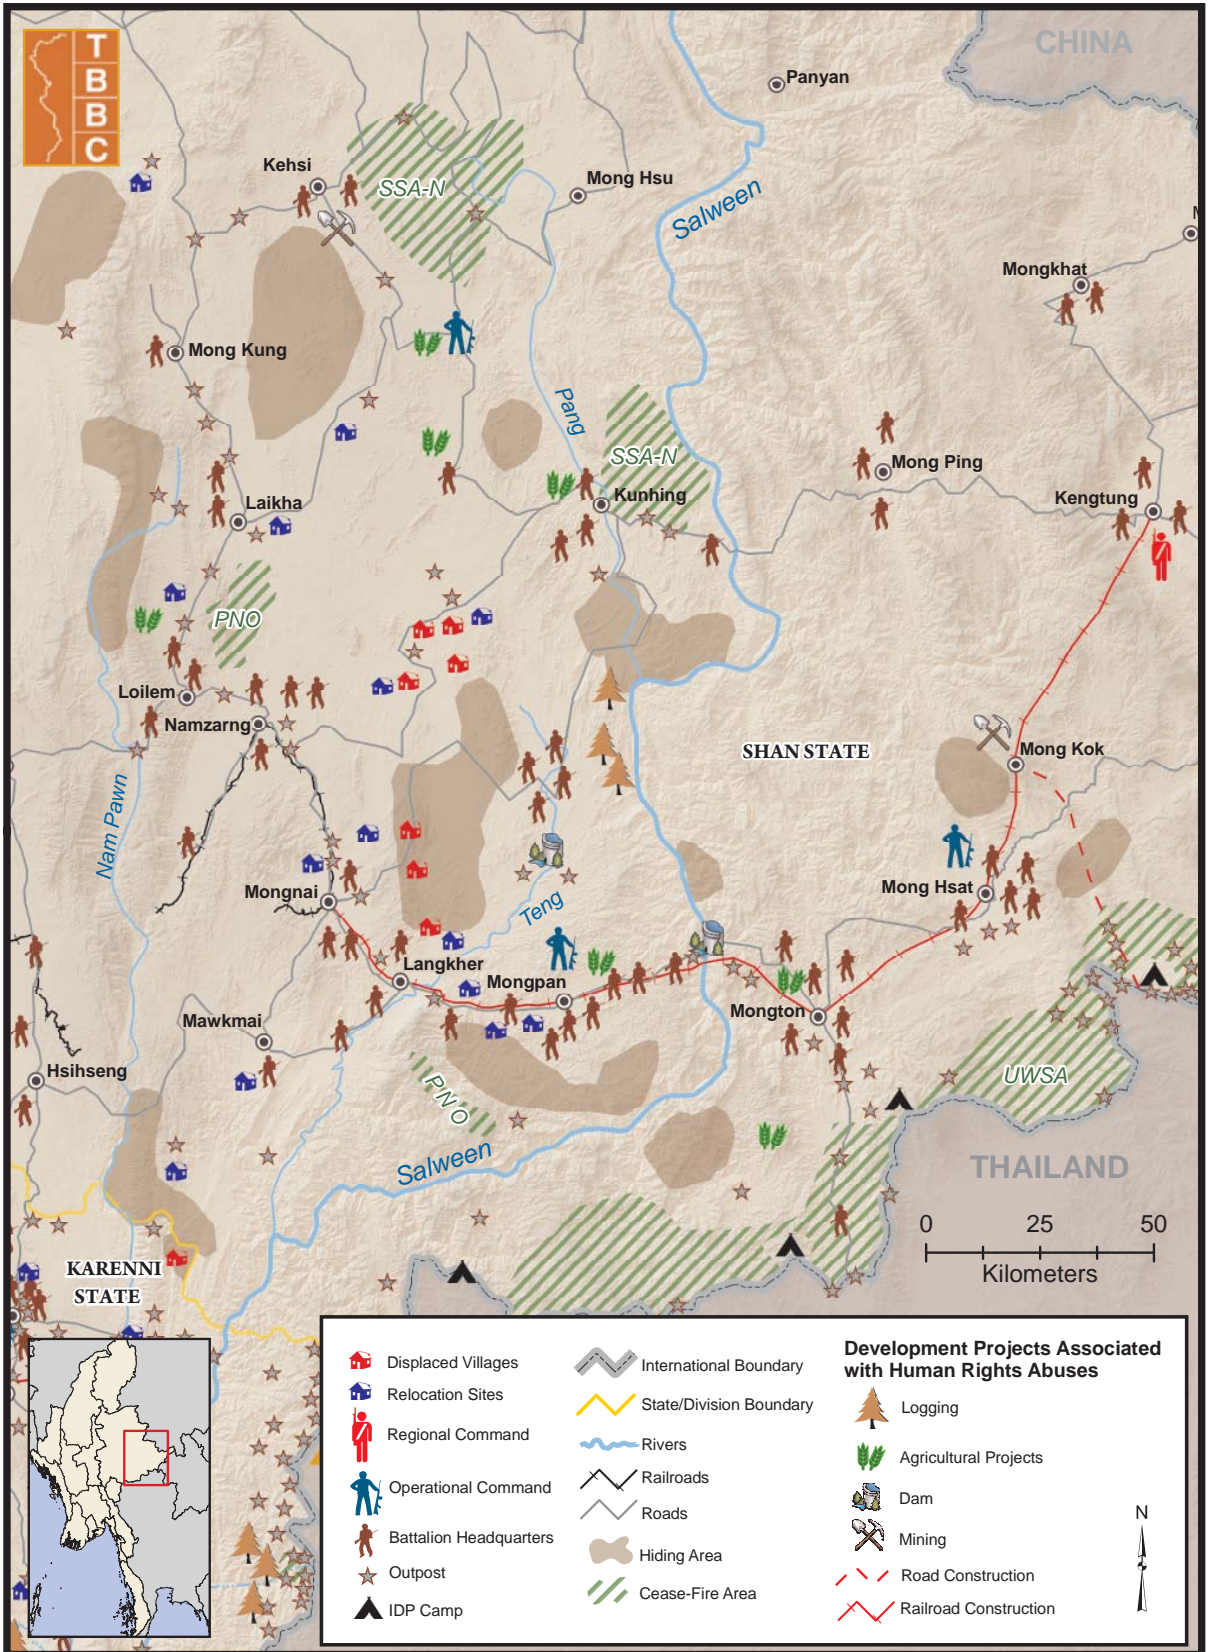 T
B
B
C
CHINA
Panyan
Kehsi
SSA-N
Mong Hsu
Salween
M
Mongkhat
Mong Kung
Pang
SSA-N
Mong Ping
Kunhing
Kengtung
Laikha
PNO
Loilem
Namzarng
SHAN STATE
Mong Kok
Nam Pawn
Mongnai
Teng
Mong Hsat
Langkher
Mongpan
Mongton
Mawkmai
Hsihseng
PNO
UWSA
Salween
THAILAND
0 25 50
Kilometers
KARENNI
STATE
Displaced Villages
Relocation Sites
Regional Command
Operational Command
Battalion Headquarters
Outpost
IDP Camp
International Boundary
State/Division Boundary
Rivers
Railroads
Roads
Hiding Area
Cease-Fire Area
Development Projects Associated
with Human Rights Abuses
Logging
Agricultural Projects
Dam
Mining
Road Construction
Railroad Construction
N